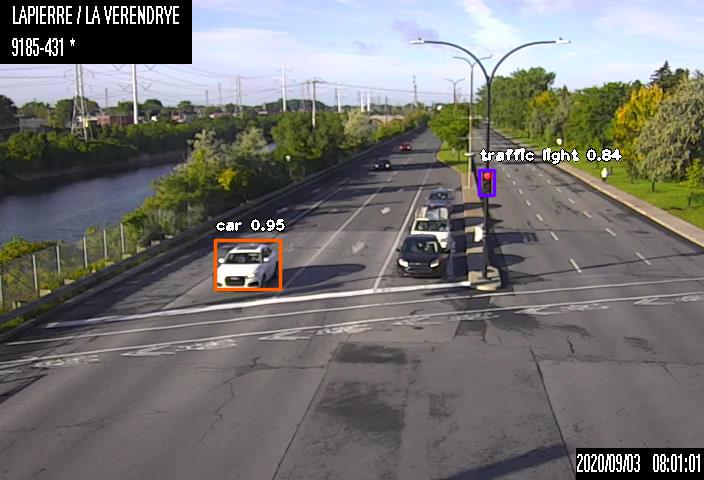 LAPIERRE / LA VERENDRYE
9185-431 *
traffic light 0.84
car 0.95
2020/09/03 08:01:01